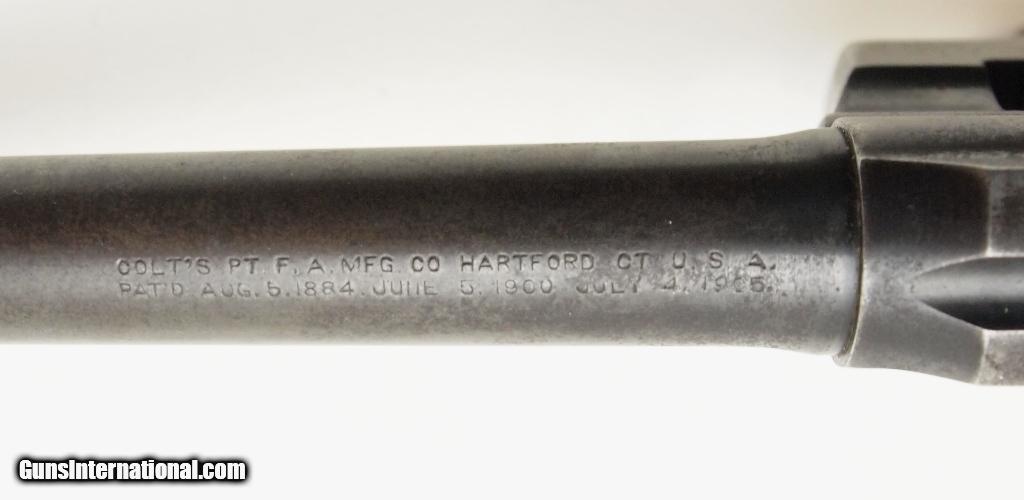 COLT'S PT. F. A. MFG. CO HARTFORD CT. U. S. A.
PAT'D AUG. 5. 1884. JUNE 5. 1900 JULY 4. 1905.
GunsInternational.com